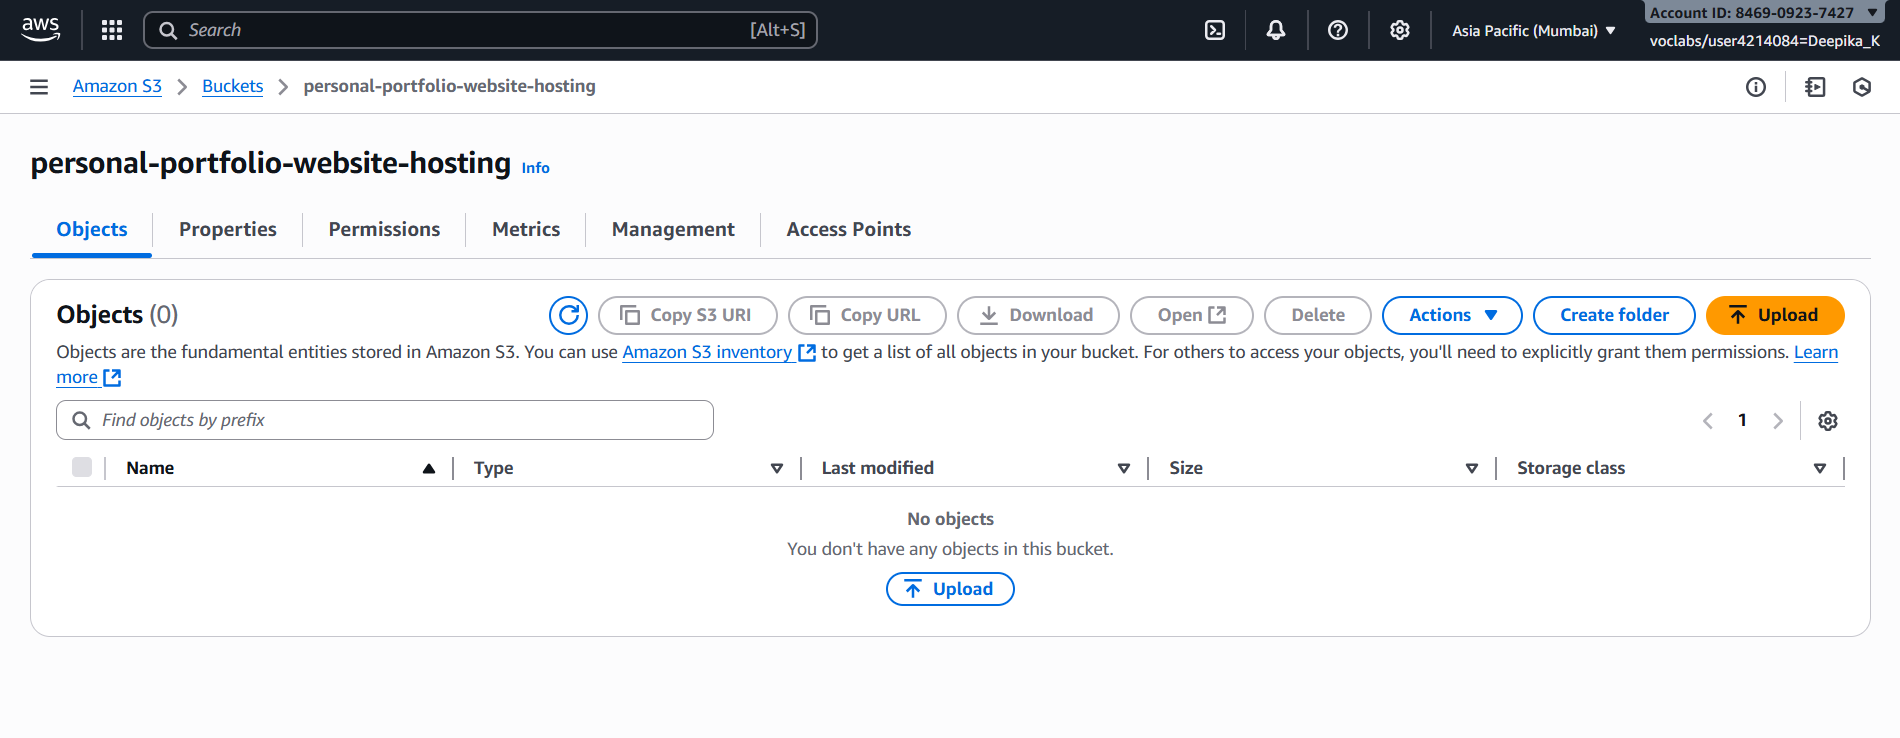 aws
Search [Alt+S]
Asia Pacific (Mumbai)
Account ID: 8469-0923-7427
voclabs/user4214084=Deepika_K
Amazon S3 Buckets personal-portfolio-website-hosting
personal-portfolio-website-hosting Info
Objects Properties Permissions Metrics Management Access Points
Objects (0) Copy S3 URI Copy URL Download Open Delete Actions Create folder Upload
Objects are the fundamental entities stored in Amazon S3. You can use Amazon S3 inventory to get a list of all objects in your bucket. For others to access your objects, you'll need to explicitly grant them permissions. Learn
more
Find objects by prefix 1
Name Type Last modified Size Storage class
No objects
You don't have any objects in this bucket.
Upload